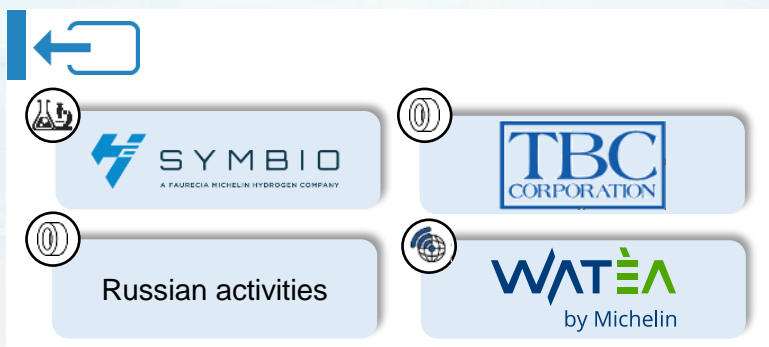 SYMBIO
A FAURECIA MICHELIN HYDROGEN COMPANY
TBC
CORPORATION
Russian activities
WATÈA
by Michelin